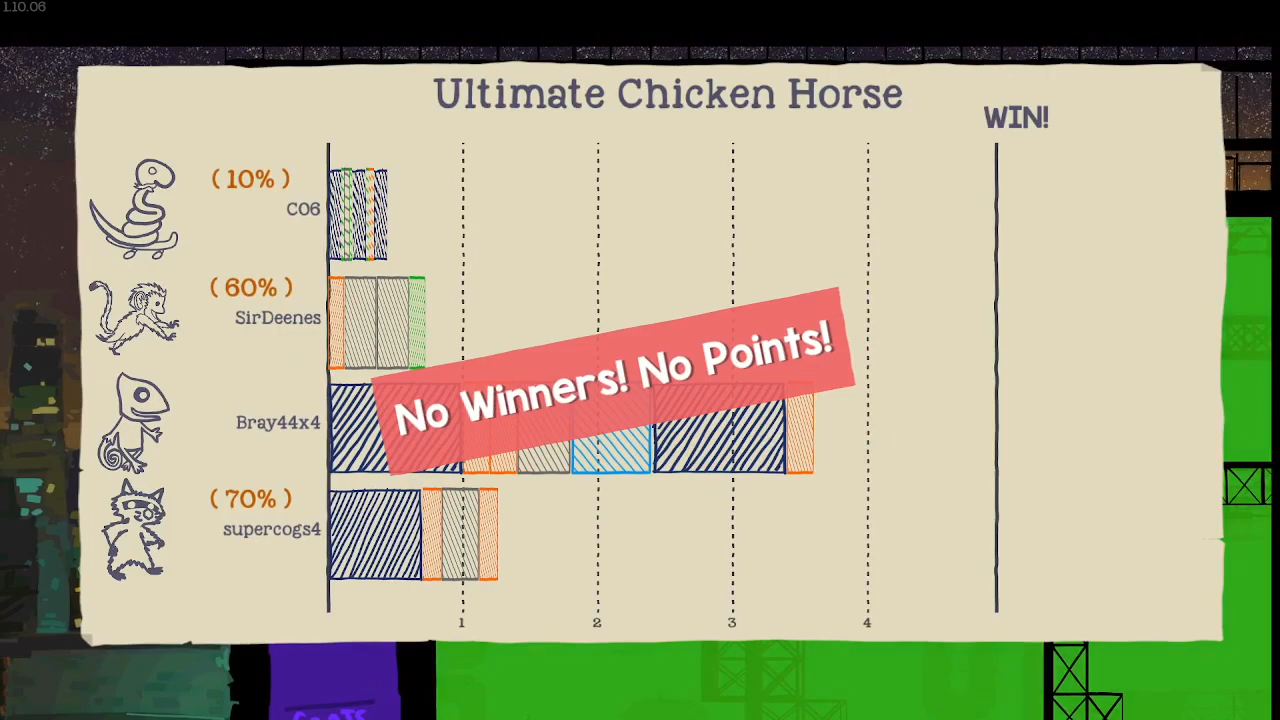 1.10.06
Ultimate Chicken Horse
WIN!
( 10% )
C06
( 60% )
SirDeenes
No Winners! No Points!
Bray44x4
( 70% )
supercogs4
1 2 3 4